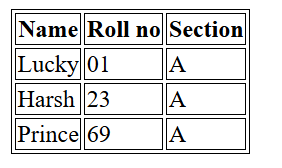 Name Roll no Section
Lucky 01 A
Harsh 23 A
Prince 69 A